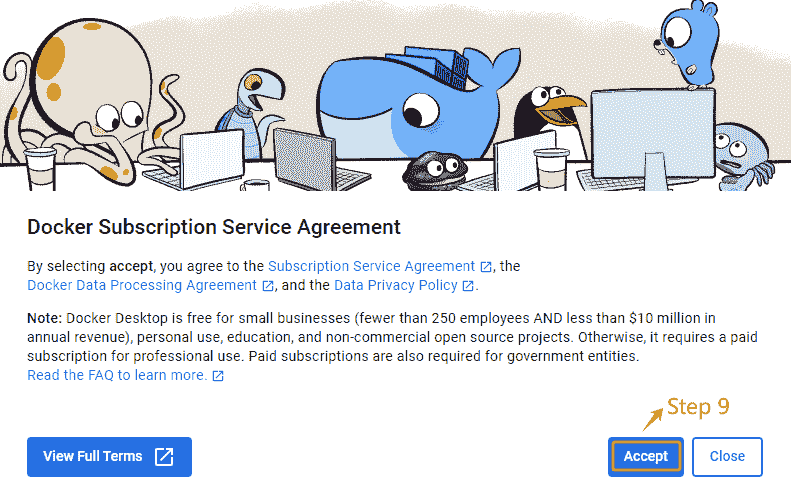 Docker Subscription Service Agreement
By selecting accept, you agree to the Subscription Service Agreement, the
Docker Data Processing Agreement, and the Data Privacy Policy.
Note: Docker Desktop is free for small businesses (fewer than 250 employees AND less than $10 million in
annual revenue), personal use, education, and non-commercial open source projects. Otherwise, it requires a paid
subscription for professional use. Paid subscriptions are also required for government entities.
Read the FAQ to learn more.
Step 9
View Full Terms Accept Close